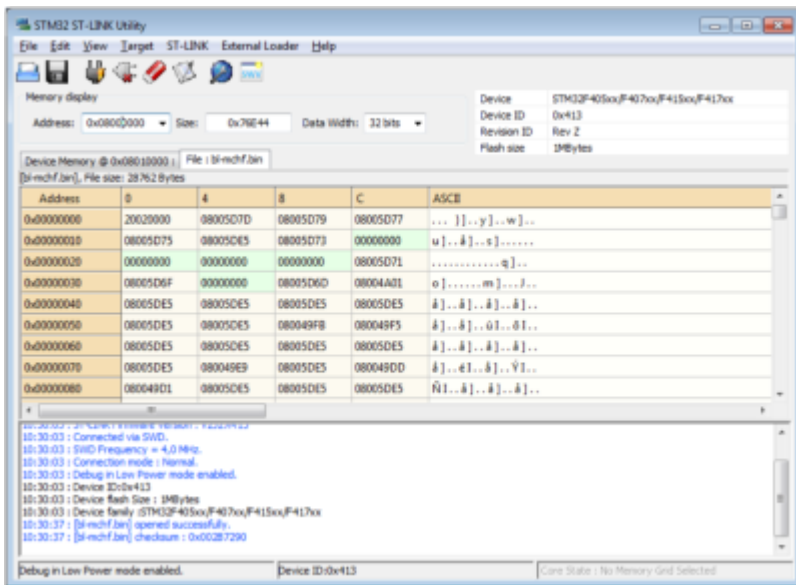 STM32 ST-LINK Utility
File Edit View Target ST-LINK External Loader Help
Memory display
Address: 0x08000000 Size: 0x76E44 Data Width: 32 bits
Device STM32F405xx/F407xx/F415xx/F417xx
Device ID 0x413
Revision ID Rev Z
Flash size 1MBytes
Device Memory @ 0x08010000 : File : bl-mchf.bin
[bl-mchf.bin], File size: 28762 Bytes
Address 0 4 8 C ASCII
0x00000000 20020000 08005D7D 08005D79 08005D77 ... }]..y]..w]..
0x00000010 08005D75 08005DE5 08005D73 00000000 u]..å]..s]......
0x00000020 00000000 00000000 00000000 08005D71 ............q]..
0x00000030 08005D6F 00000000 08005D6D 08004A01 o]......m]...J..
0x00000040 08005DE5 08005DE5 08005DE5 08005DE5 å]..å]..å]..å]..
0x00000050 08005DE5 08005DE5 080049FB 080049F5 å]..å]..ûI..õI..
0x00000060 08005DE5 08005DE5 08005DE5 08005DE5 å]..å]..å]..å]..
0x00000070 08005DE5 080049E9 08005DE5 080049DD å]..éI..å]..ÝI..
0x00000080 080049D1 08005DE5 08005DE5 08005DE5 ÑI..å]..å]..å]..
10:30:03 : Connected via SWD.
10:30:03 : SWD Frequency = 4,0 MHz.
10:30:03 : Connection mode : Normal.
10:30:03 : Debug in Low Power mode enabled.
10:30:03 : Device ID:0x413
10:30:03 : Device flash Size : 1MBytes
10:30:03 : Device family :STM32F405xx/F407xx/F415xx/F417xx
10:30:37 : [bl-mchf.bin] opened successfully.
10:30:37 : [bl-mchf.bin] checksum : 0x002B7290
Debug in Low Power mode enabled. Device ID:0x413 Core State : No Memory Grid Selected